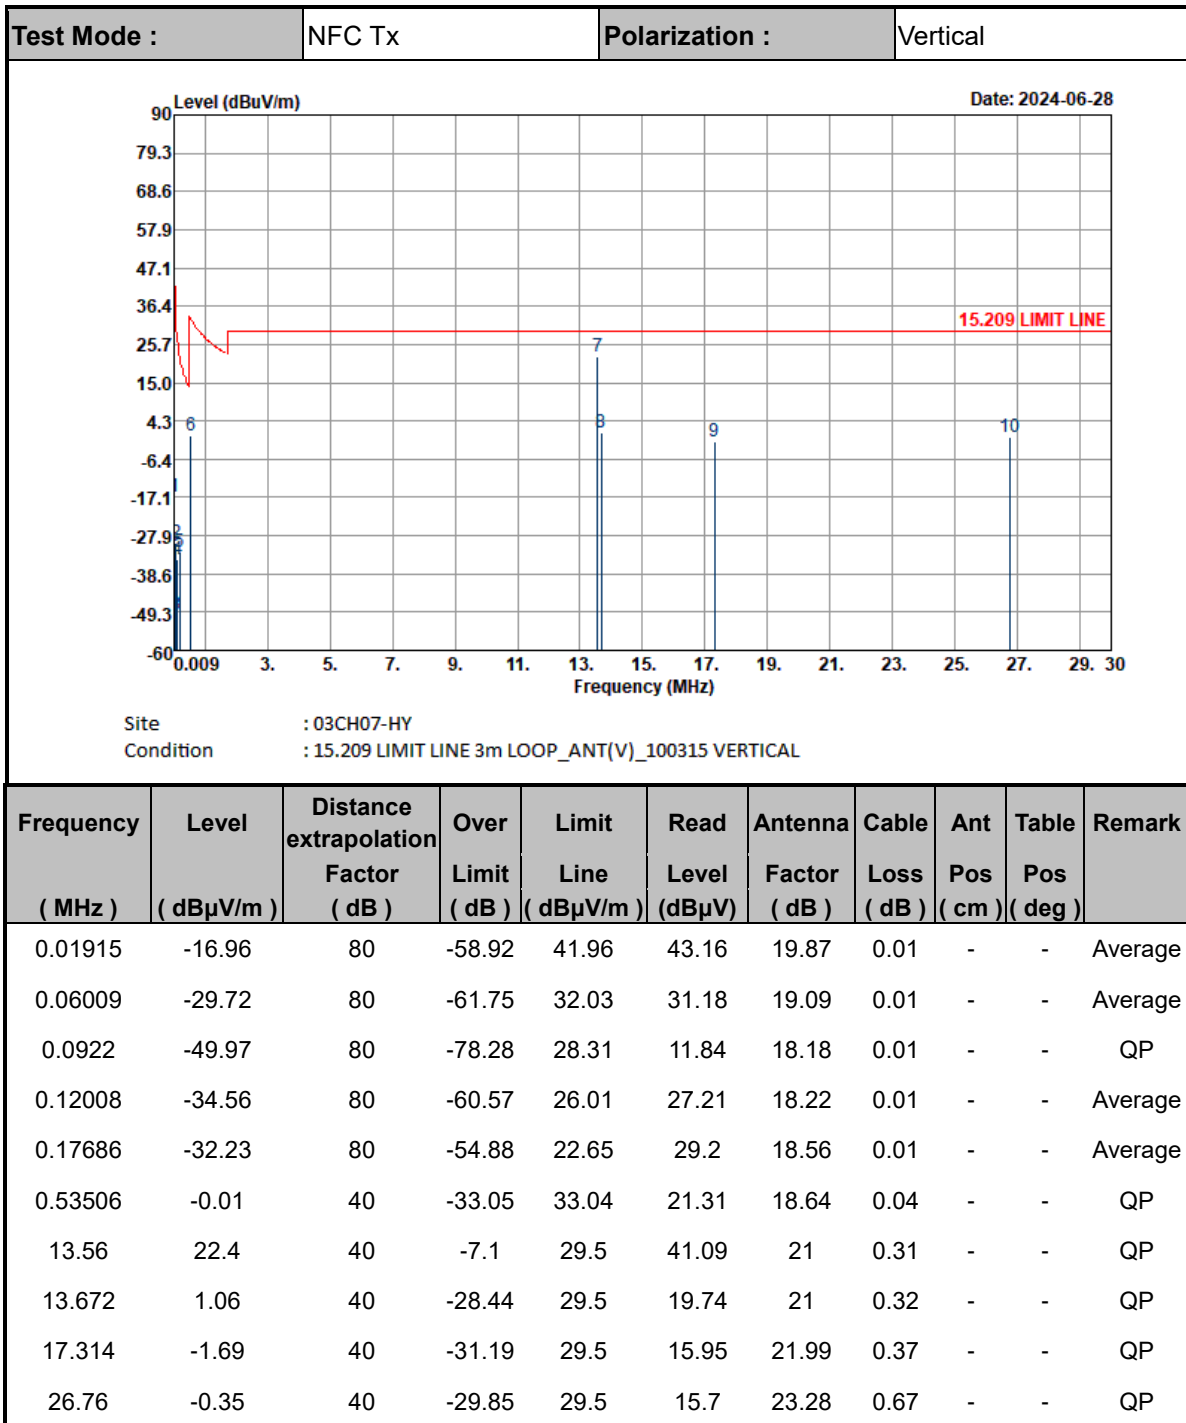 Test Mode : NFC Tx Polarization : Vertical
Level (dBuV/m) Date: 2024-06-28
90
79.3
68.6
57.9
47.1
36.4
25.7
15.0
4.3
-6.4
-17.1
-27.9
-38.6
-49.3
-60
15.209 LIMIT LINE
1
2
6
7
8
9
10
0.009 3. 5. 7. 9. 11. 13. 15. 17. 19. 21. 23. 25. 27. 29. 30
Frequency (MHz)
Site : 03CH07-HY
Condition : 15.209 LIMIT LINE 3m LOOP_ANT(V)_100315 VERTICAL
Frequency Level Distance extrapolation Over Limit Read Antenna Cable Ant Table Remark
Factor Limit Line Level Factor Loss Pos Pos
( MHz ) ( dBµV/m ) ( dB ) ( dB ) ( dBµV/m ) (dBµV) ( dB ) ( dB ) ( cm ) ( deg )
0.01915 -16.96 80 -58.92 41.96 43.16 19.87 0.01 - - Average
0.06009 -29.72 80 -61.75 32.03 31.18 19.09 0.01 - - Average
0.0922 -49.97 80 -78.28 28.31 11.84 18.18 0.01 - - QP
0.12008 -34.56 80 -60.57 26.01 27.21 18.22 0.01 - - Average
0.17686 -32.23 80 -54.88 22.65 29.2 18.56 0.01 - - Average
0.53506 -0.01 40 -33.05 33.04 21.31 18.64 0.04 - - QP
13.56 22.4 40 -7.1 29.5 41.09 21 0.31 - - QP
13.672 1.06 40 -28.44 29.5 19.74 21 0.32 - - QP
17.314 -1.69 40 -31.19 29.5 15.95 21.99 0.37 - - QP
26.76 -0.35 40 -29.85 29.5 15.7 23.28 0.67 - - QP